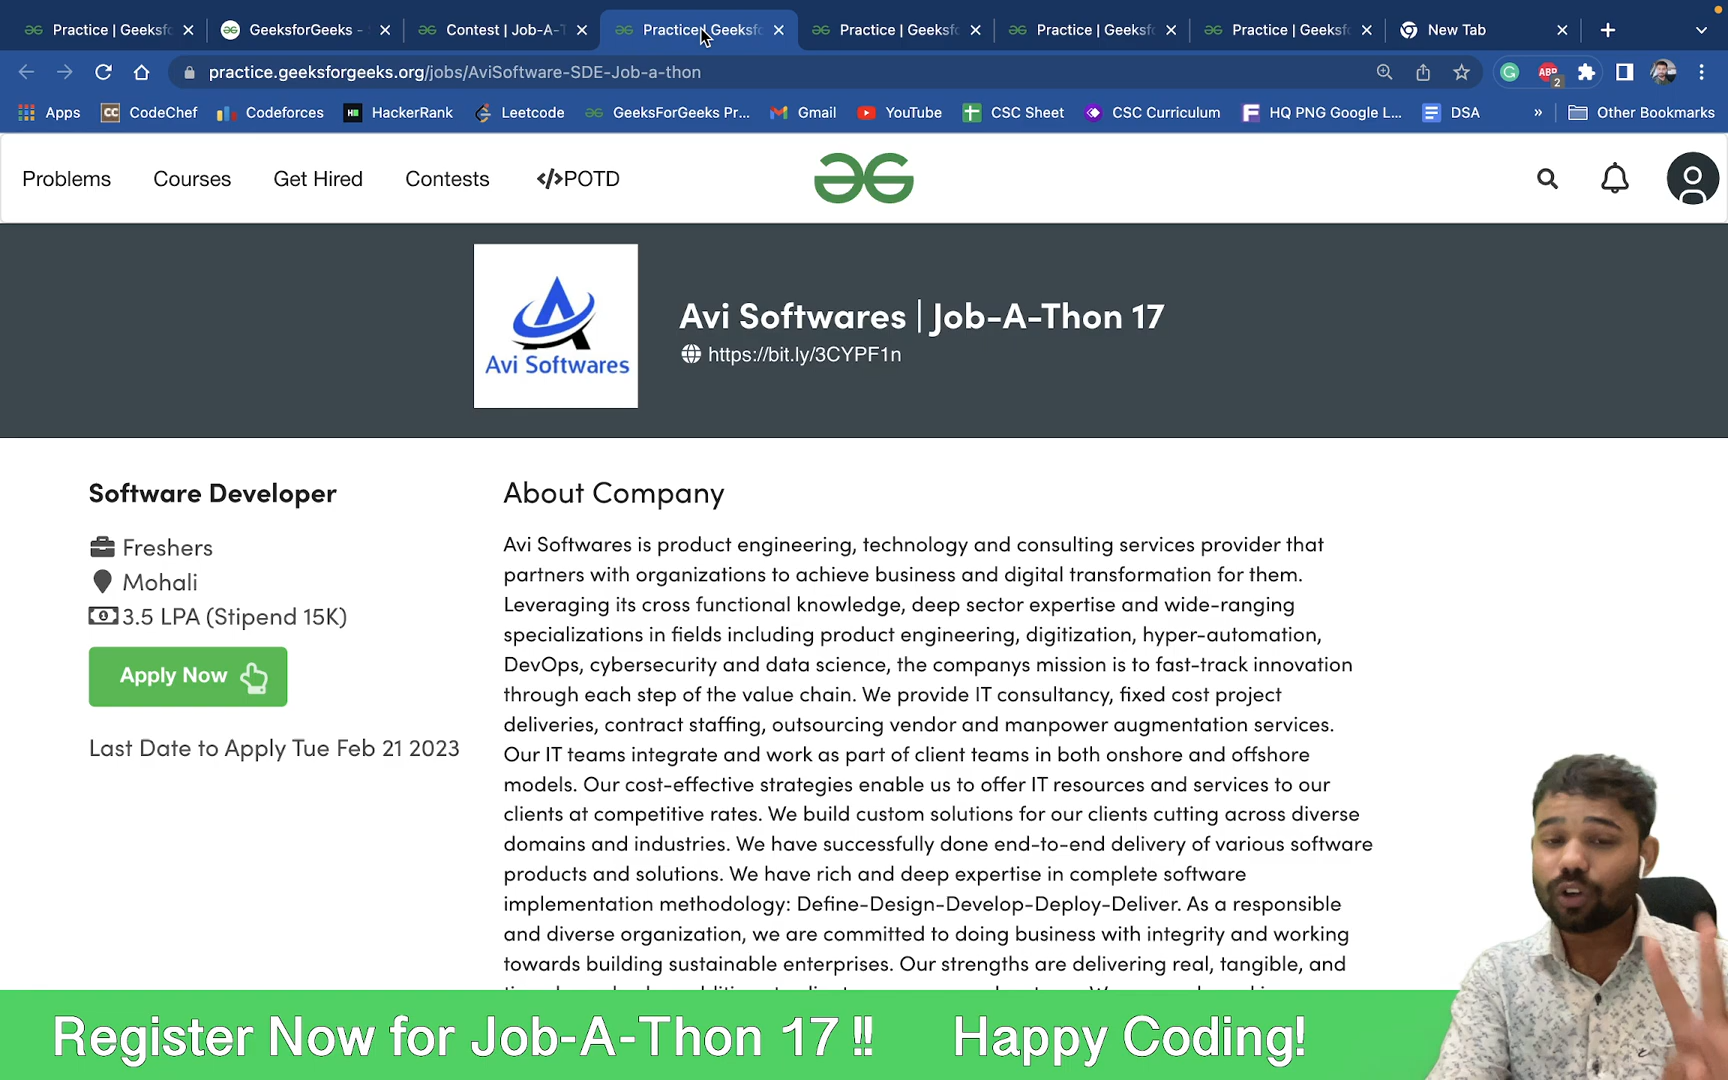 Practice | Geeksfo
GeeksforGeeks -
Contest | Job-A-T
Practice | Geeksfo
Practice | Geeksfo
Practice | Geeksfo
Practice | Geeksfo
New Tab
practice.geeksforgeeks.org/jobs/AviSoftware-SDE-Job-a-thon
ABP
2
Apps
CC CodeChef
Codeforces
HackerRank
Leetcode
GeeksForGeeks Pr...
Gmail
YouTube
CSC Sheet
CSC Curriculum
HQ PNG Google L...
DSA
»
Other Bookmarks
Problems
Courses
Get Hired
Contests
</>POTD
Avi Softwares
Avi Softwares | Job-A-Thon 17
https://bit.ly/3CYPF1n
Software Developer
Freshers
Mohali
3.5 LPA (Stipend 15K)
Apply Now
Last Date to Apply Tue Feb 21 2023
About Company
Avi Softwares is product engineering, technology and consulting services provider that
partners with organizations to achieve business and digital transformation for them.
Leveraging its cross functional knowledge, deep sector expertise and wide-ranging
specializations in fields including product engineering, digitization, hyper-automation,
DevOps, cybersecurity and data science, the companys mission is to fast-track innovation
through each step of the value chain. We provide IT consultancy, fixed cost project
deliveries, contract staffing, outsourcing vendor and manpower augmentation services.
Our IT teams integrate and work as part of client teams in both onshore and offshore
models. Our cost-effective strategies enable us to offer IT resources and services to our
clients at competitive rates. We build custom solutions for our clients cutting across diverse
domains and industries. We have successfully done end-to-end delivery of various software
products and solutions. We have rich and deep expertise in complete software
implementation methodology: Define-Design-Develop-Deploy-Deliver. As a responsible
and diverse organization, we are committed to doing business with integrity and working
towards building sustainable enterprises. Our strengths are delivering real, tangible, and
Register Now for Job-A-Thon 17 !! Happy Coding!